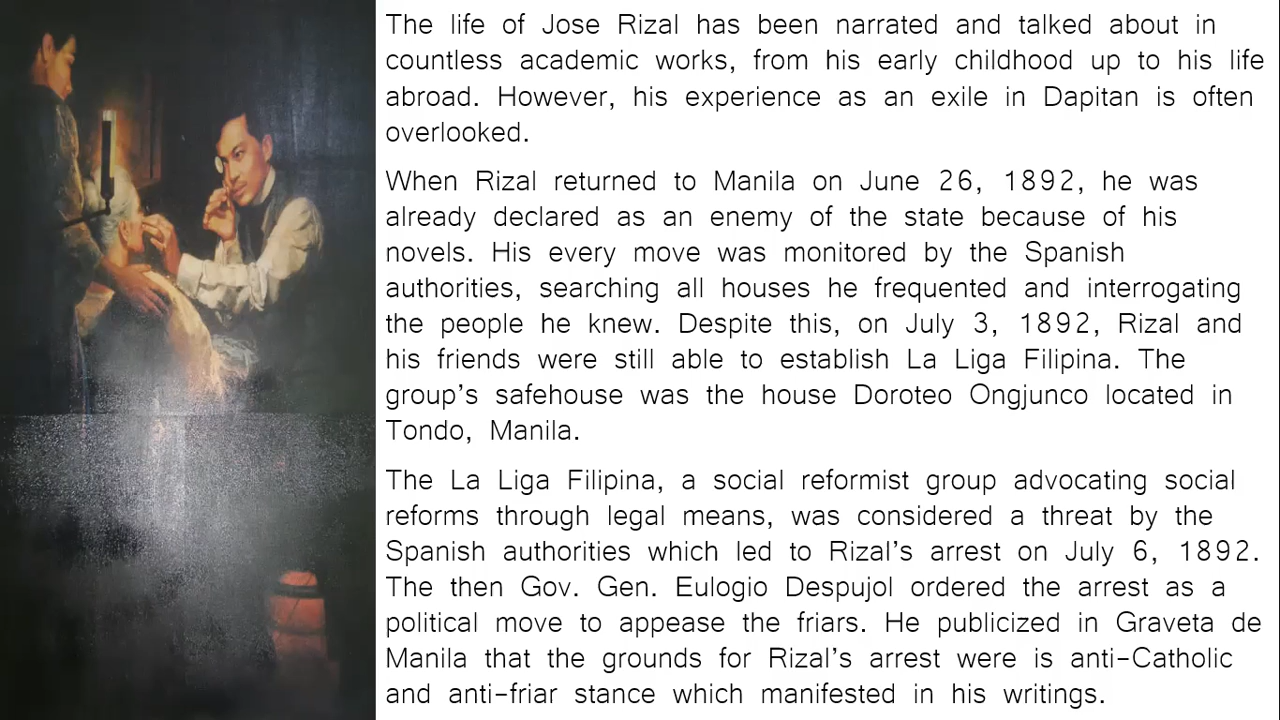 The life of Jose Rizal has been narrated and talked about in
countless academic works, from his early childhood up to his life
abroad. However, his experience as an exile in Dapitan is often
overlooked.
When Rizal returned to Manila on June 26, 1892, he was
already declared as an enemy of the state because of his
novels. His every move was monitored by the Spanish
authorities, searching all houses he frequented and interrogating
the people he knew. Despite this, on July 3, 1892, Rizal and
his friends were still able to establish La Liga Filipina. The
group's safehouse was the house Doroteo Ongjunco located in
Tondo, Manila.
The La Liga Filipina, a social reformist group advocating social
reforms through legal means, was considered a threat by the
Spanish authorities which led to Rizal's arrest on July 6, 1892.
The then Gov. Gen. Eulogio Despujol ordered the arrest as a
political move to appease the friars. He publicized in Graveta de
Manila that the grounds for Rizal's arrest were is anti-Catholic
and anti-friar stance which manifested in his writings.